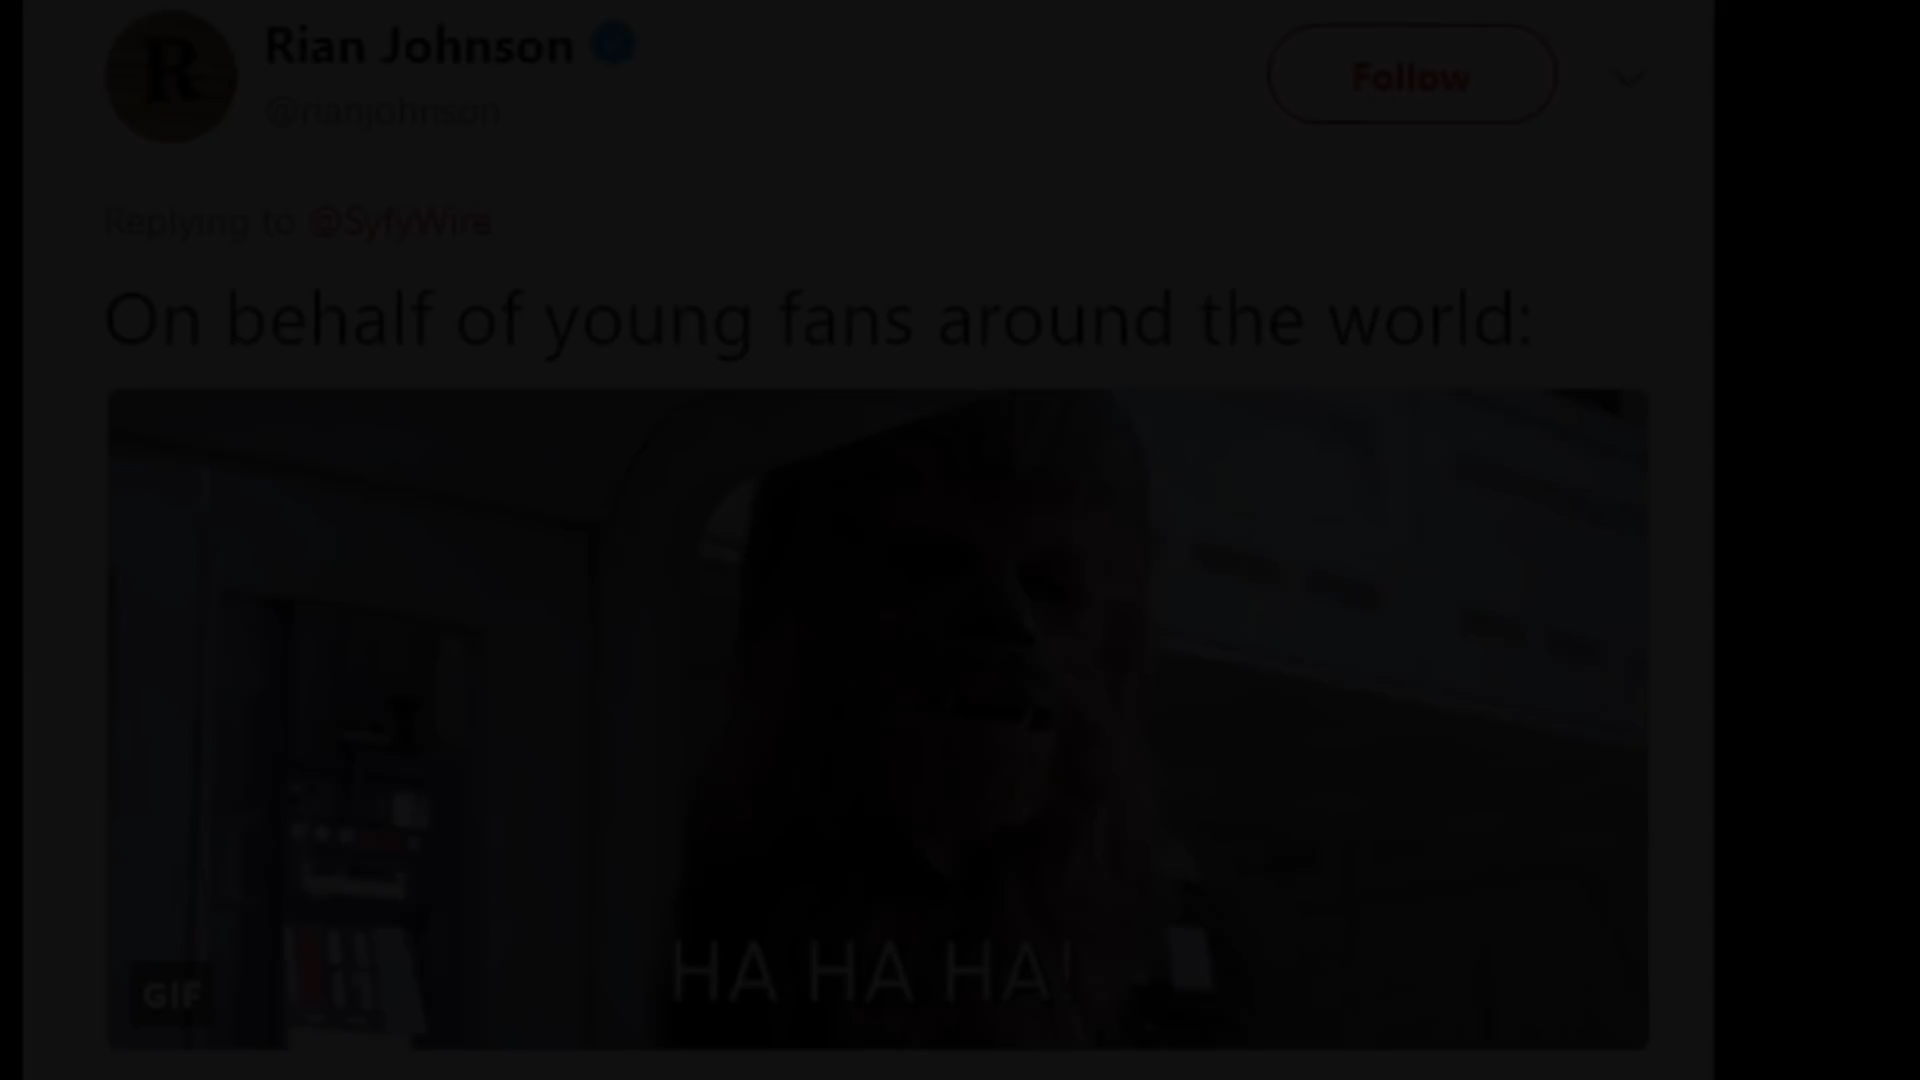 R
Rian Johnson
@rianjohnson
Follow
Replying to @SyfyWire
On behalf of young fans around the world:
HA HA HA!
GIF